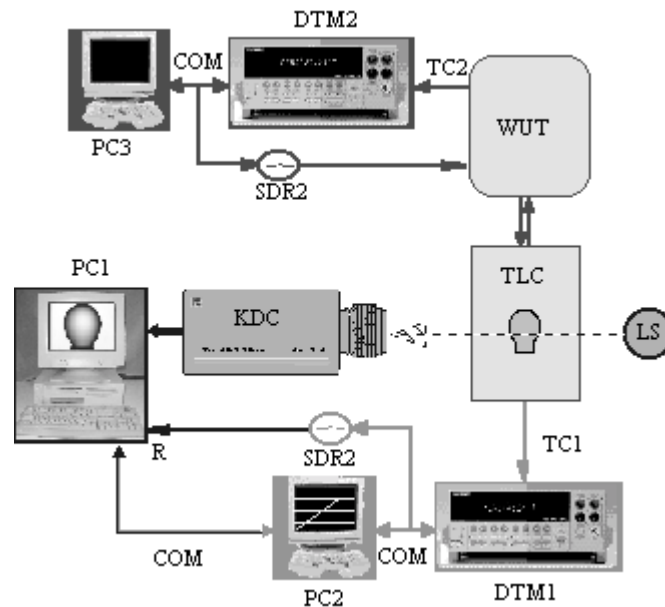 DTM2
COM
TC2
WUT
PC3
SDR2
PC1
TLC
KDC
LS
R
SDR2
TC1
COM
COM
PC2
DTM1